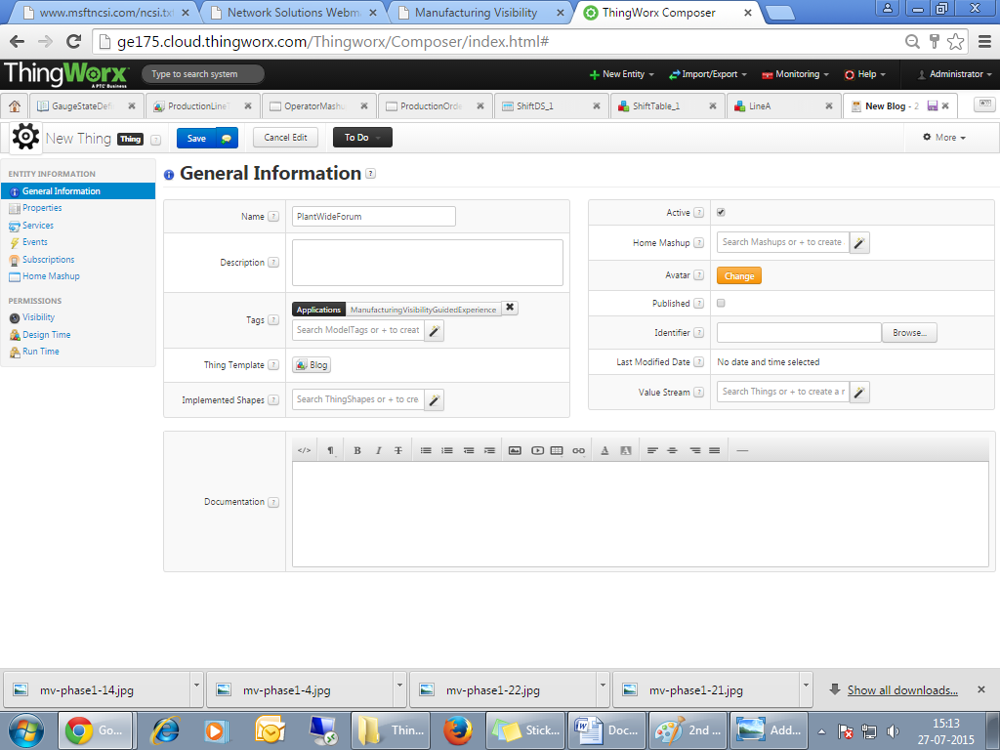 www.msftncsi.com/ncsi.tx
Network Solutions Webm
Manufacturing Visibility
ThingWorx Composer
ge175.cloud.thingworx.com/Thingworx/Composer/index.html#
ThingWorx
A PTC Business
Type to search system
New Entity
Import/Export
Monitoring
Help
Administrator
GaugeStateDef
ProductionLineT
OperatorMashu
ProductionOrde
ShiftDS_1
ShiftTable_1
LineA
New Blog - 2
New Thing Thing ?
Save
Cancel Edit
To Do
More
ENTITY INFORMATION
General Information
Properties
Services
Events
Subscriptions
Home Mashup
PERMISSIONS
Visibility
Design Time
Run Time
General Information ?
Name ?
PlantWideForum
Description ?
Tags ?
Applications ManufacturingVisibilityGuidedExperience
Search ModelTags or + to creat
Thing Template ?
Blog
Implemented Shapes ?
Search ThingShapes or + to cre
Active ?
Home Mashup ?
Search Mashups or + to create
Avatar ?
Change
Published ?
Identifier ?
Browse...
Last Modified Date ?
No date and time selected
Value Stream ?
Search Things or + to create a r
Documentation ?
mv-phase1-14.jpg
mv-phase1-4.jpg
mv-phase1-22.jpg
mv-phase1-21.jpg
Show all downloads...
Go...
Thin...
Stick...
Doc...
2nd ...
Add...
15:13
27-07-2015